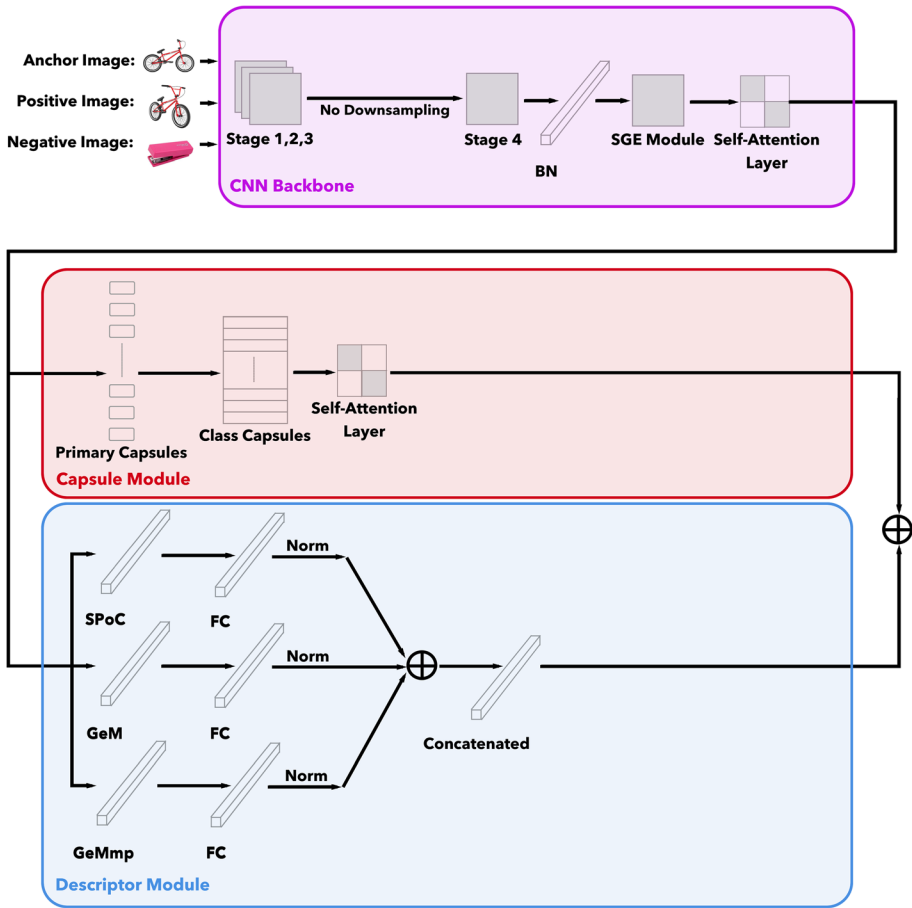 Anchor Image:
Positive Image:
Negative Image:
No Downsampling
Stage 1,2,3
Stage 4
BN
SGE Module
Self-Attention
Layer
CNN Backbone
Primary Capsules
Class Capsules
Self-Attention
Layer
Capsule Module
SPoC
FC
Norm
GeM
FC
Norm
Concatenated
GeMmp
FC
Norm
Descriptor Module